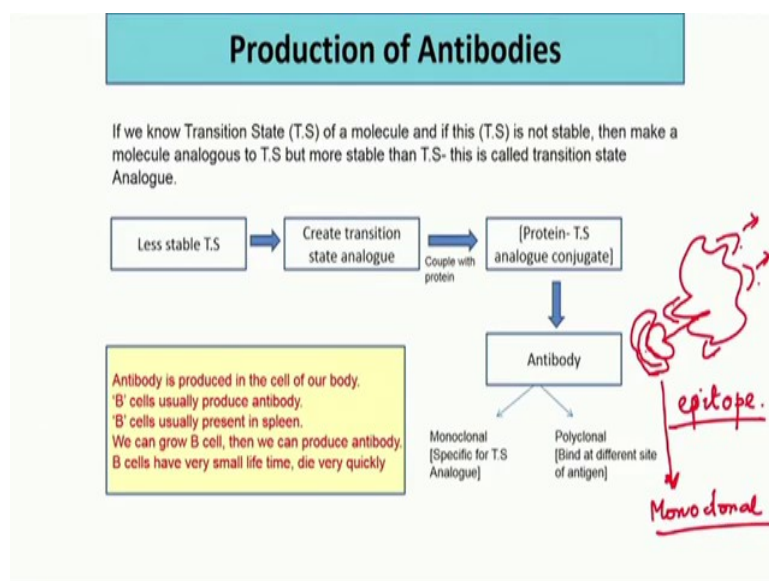 Production of Antibodies
If we know Transition State (T.S) of a molecule and if this (T.S) is not stable, then make a
molecule analogous to T.S but more stable than T.S- this is called transition state
Analogue.
Less stable T.S
Create transition
state analogue
Couple with
protein
[Protein- T.S
analogue conjugate]
Antibody
Monoclonal
[Specific for T.S
Analogue]
Polyclonal
[Bind at different site
of antigen]
Antibody is produced in the cell of our body.
'B' cells usually produce antibody.
'B' cells usually present in spleen.
We can grow B cell, then we can produce antibody.
B cells have very small life time, die very quickly
epitope.
Monoclonal